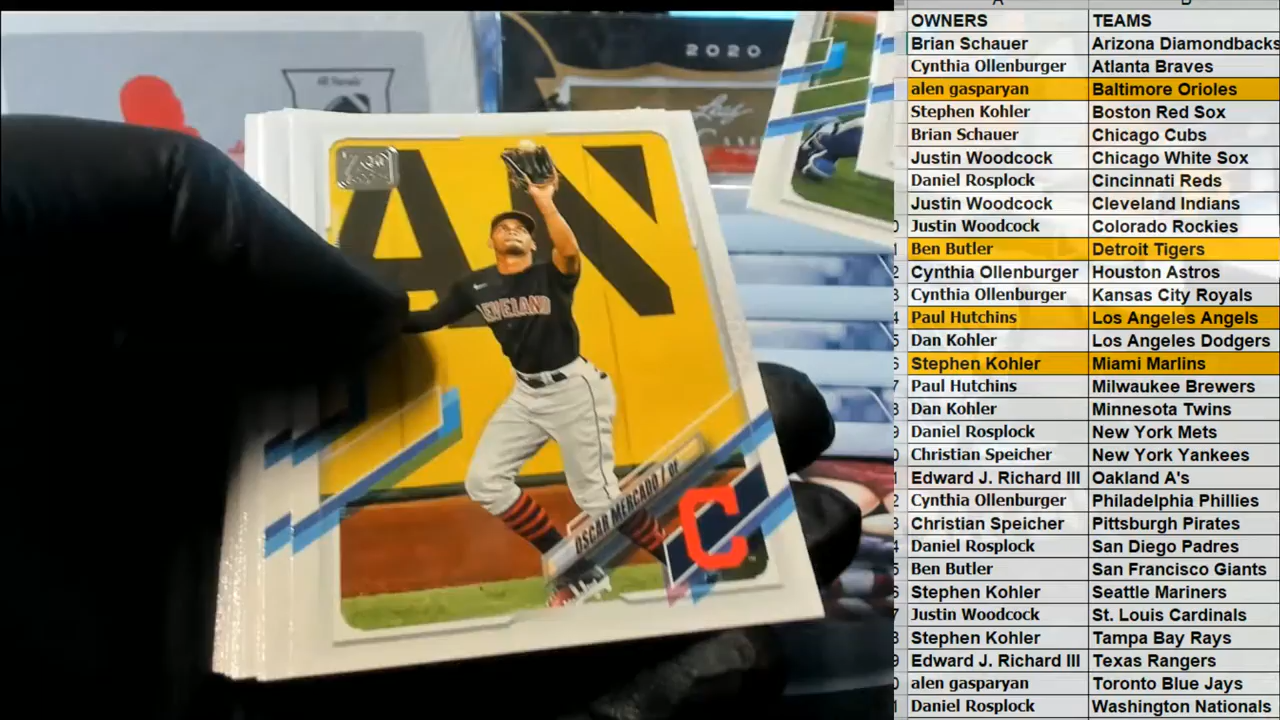 2020
Leaf
AN
70
CLEVELAND
OSCAR MERCADO / of
C
OWNERS TEAMS
Brian Schauer Arizona Diamondbacks
Cynthia Ollenburger Atlanta Braves
alen gasparyan Baltimore Orioles
Stephen Kohler Boston Red Sox
Brian Schauer Chicago Cubs
Justin Woodcock Chicago White Sox
Daniel Rosplock Cincinnati Reds
Justin Woodcock Cleveland Indians
Justin Woodcock Colorado Rockies
Ben Butler Detroit Tigers
Cynthia Ollenburger Houston Astros
Cynthia Ollenburger Kansas City Royals
Paul Hutchins Los Angeles Angels
Dan Kohler Los Angeles Dodgers
Stephen Kohler Miami Marlins
Paul Hutchins Milwaukee Brewers
Dan Kohler Minnesota Twins
Daniel Rosplock New York Mets
Christian Speicher New York Yankees
Edward J. Richard III Oakland A's
Cynthia Ollenburger Philadelphia Phillies
Christian Speicher Pittsburgh Pirates
Daniel Rosplock San Diego Padres
Ben Butler San Francisco Giants
Stephen Kohler Seattle Mariners
Justin Woodcock St. Louis Cardinals
Stephen Kohler Tampa Bay Rays
Edward J. Richard III Texas Rangers
alen gasparyan Toronto Blue Jays
Daniel Rosplock Washington Nationals